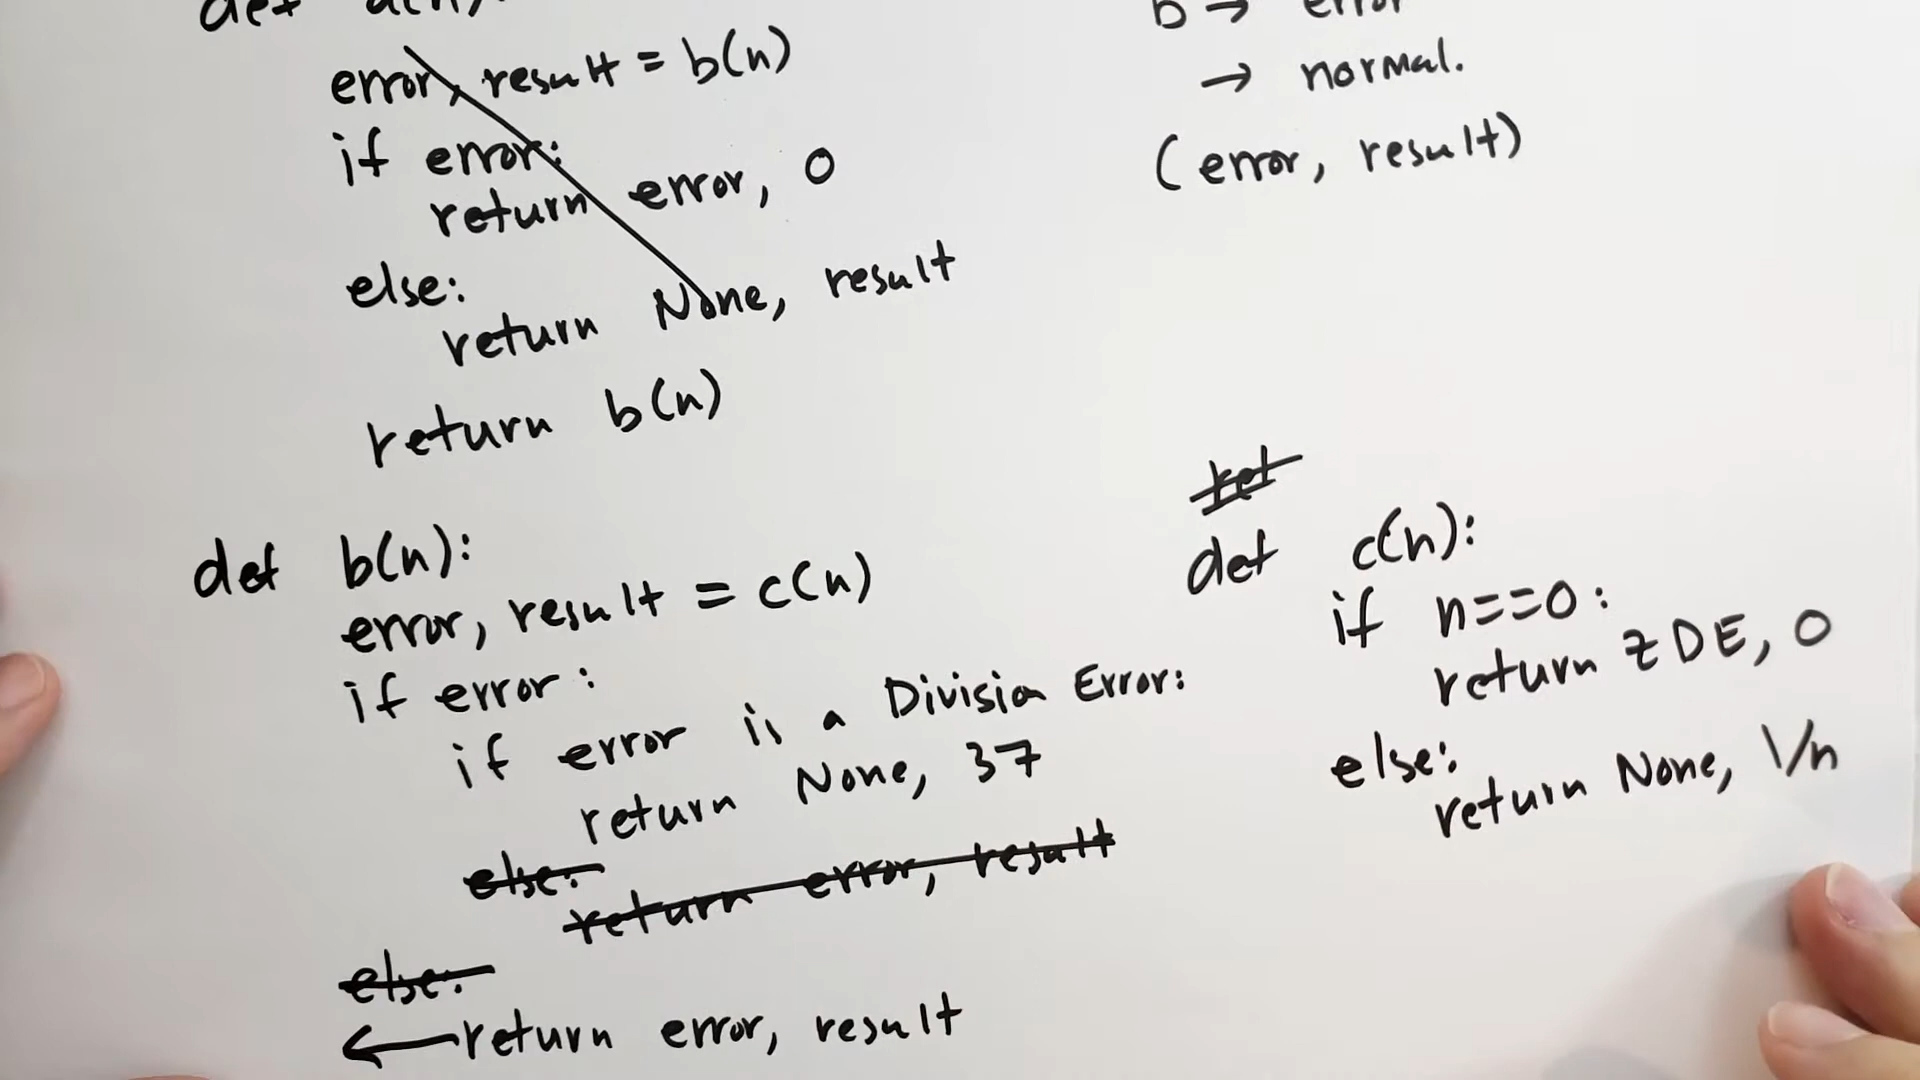 def a(n):
error, result = b(n)
if error:
return error, 0
else:
return None, result
return b(n)
def b(n):
error, result = c(n)
if error:
if error is a Division Error:
return None, 37
else:
return error, result
else:
return error, result
b → error
→ normal.
(error, result)
ret
def c(n):
if n==0:
return ZDE, 0
else:
return None, 1/n